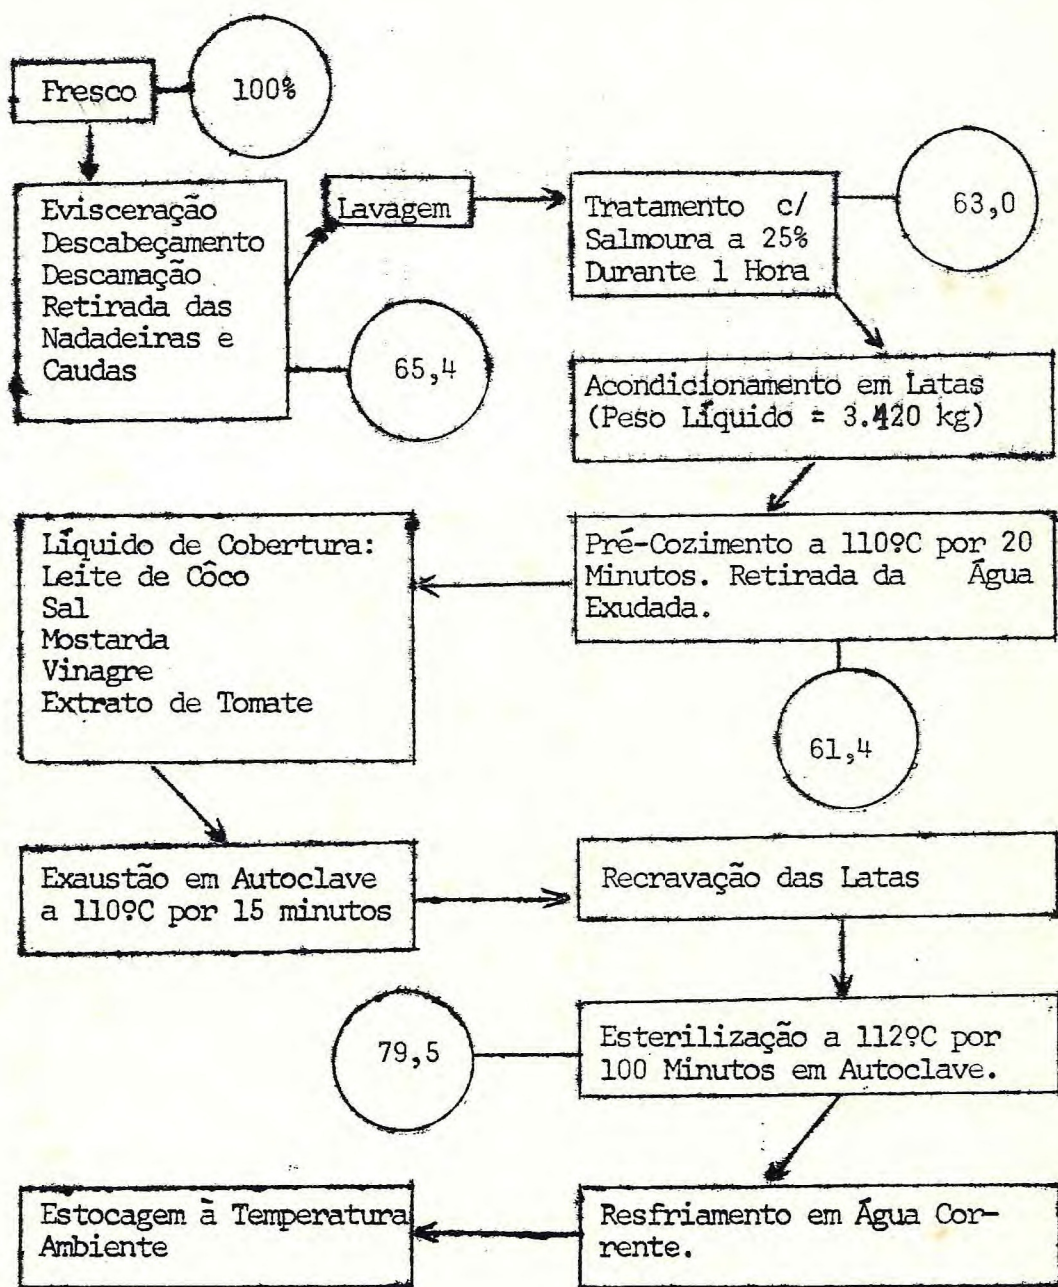 Fresco
100%
Evisceração
Descabeçamento
Descamação
Retirada das
Nadadeiras e
Caudas
65,4
Lavagem
Tratamento c/
Salmoura a 25%
Durante 1 Hora
63,0
Acondicionamento em Latas
(Peso Líquido = 3.420 kg)
Pré-Cozimento a 110ºC por 20
Minutos. Retirada da Água
Exudada.
61,4
Líquido de Cobertura:
Leite de Côco
Sal
Mostarda
Vinagre
Extrato de Tomate
Exaustão em Autoclave
a 110ºC por 15 minutos
Recravação das Latas
Esterilização a 112ºC por
100 Minutos em Autoclave.
79,5
Resfriamento em Água Cor-
rente.
Estocagem à Temperatura
Ambiente